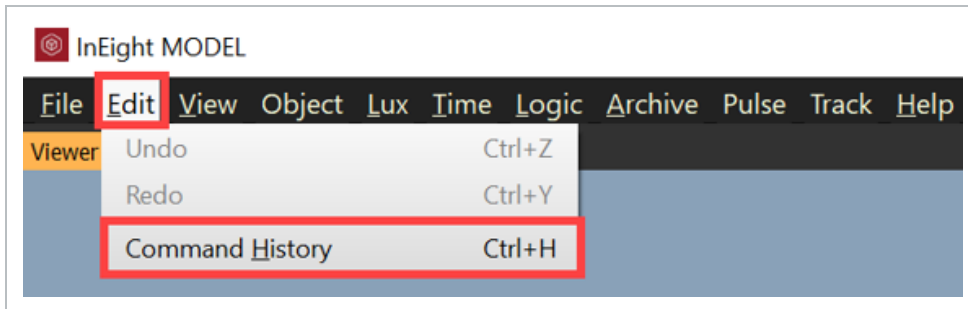 InEight MODEL
File Edit View Object Lux Time Logic Archive Pulse Track Help
Viewer
Undo Ctrl+Z
Redo Ctrl+Y
Command History Ctrl+H